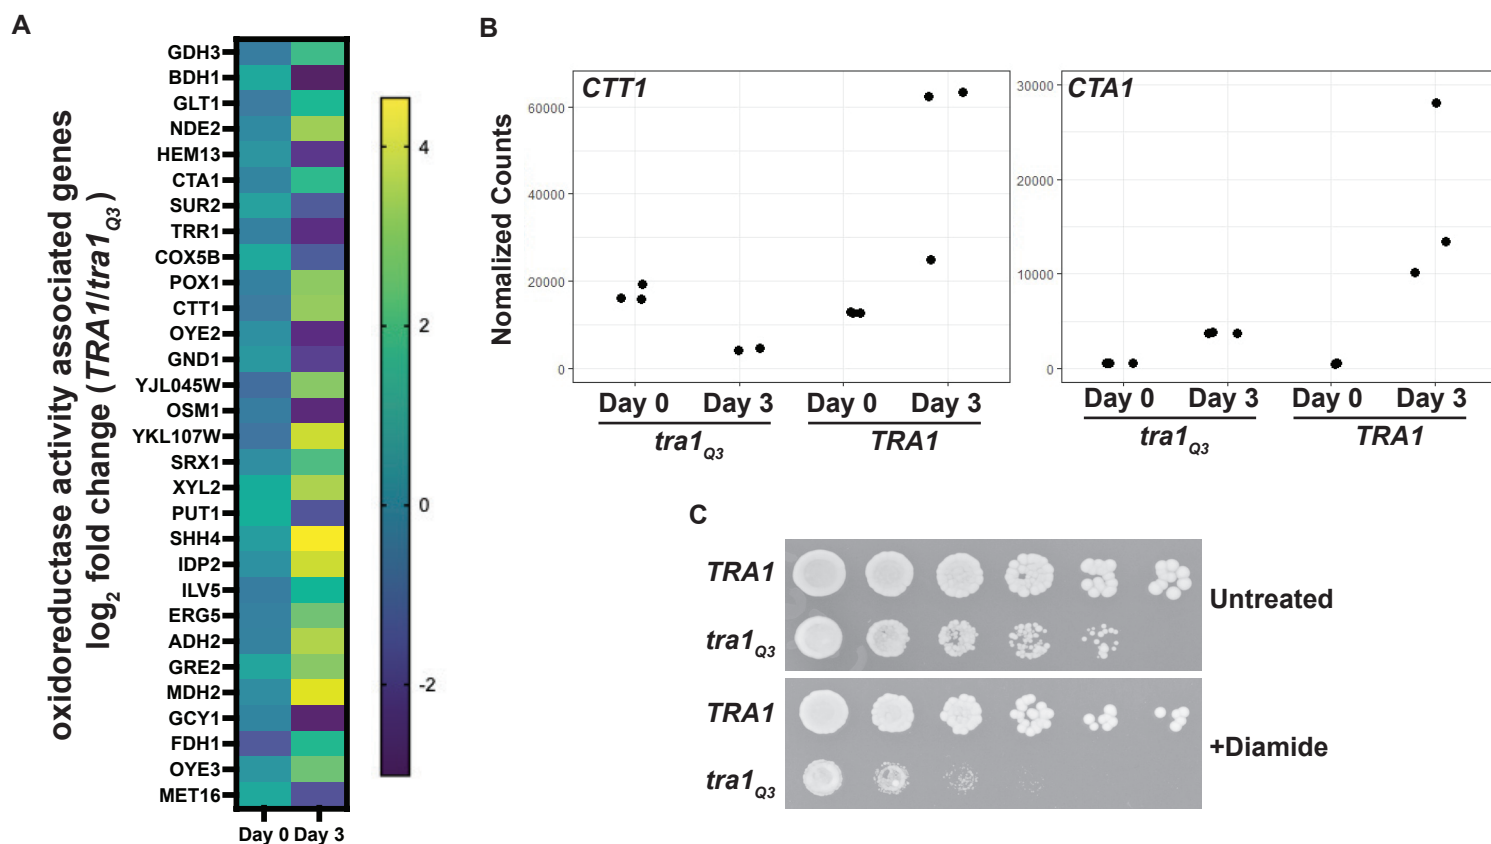 A
oxidoreductase activity associated genes
log2 fold change (TRA1/tra1Q3)
GDH3
BDH1
GLT1
NDE2
HEM13
CTA1
SUR2
TRR1
COX5B
POX1
CTT1
OYE2
GND1
YJL045W
OSM1
YKL107W
SRX1
XYL2
PUT1
SHH4
IDP2
ILV5
ERG5
ADH2
GRE2
MDH2
GCY1
FDH1
OYE3
MET16
Day 0 Day 3
4
2
0
-2
B
Nomalized Counts
CTT1
60000
40000
20000
0
Day 0 Day 3 Day 0 Day 3
tra1Q3 TRA1
CTA1
30000
20000
10000
0
Day 0 Day 3 Day 0 Day 3
tra1Q3 TRA1
C
TRA1
tra1Q3
Untreated
TRA1
tra1Q3
+Diamide